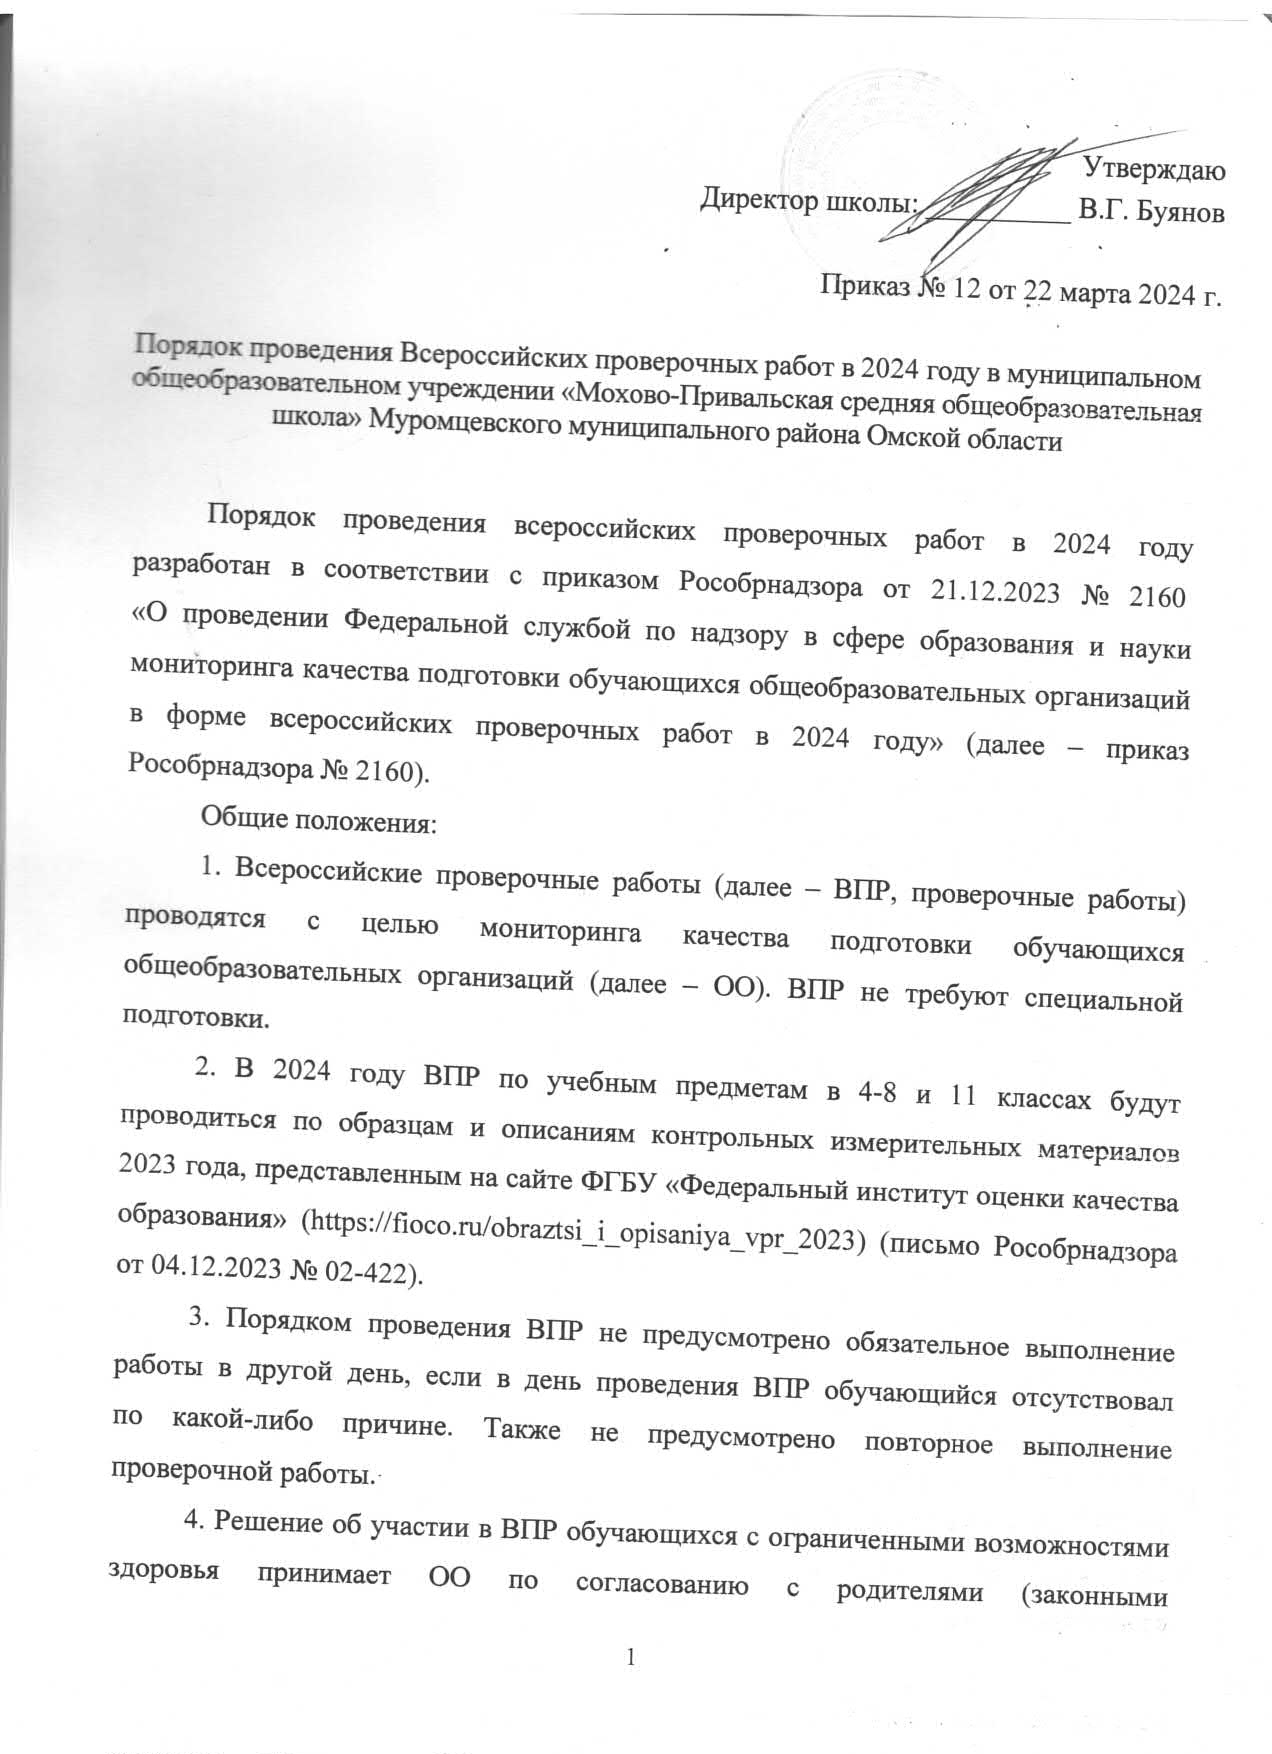 Утверждаю
Директор школы: __________ В.Г. Буянов
Приказ № 12 от 22 марта 2024 г.
Порядок проведения Всероссийских проверочных работ в 2024 году в муниципальном
общеобразовательном учреждении «Мохово-Привальская средняя общеобразовательная
школа» Муромцевского муниципального района Омской области
Порядок проведения всероссийских проверочных работ в 2024 году
разработан в соответствии с приказом Рособрнадзора от 21.12.2023 № 2160
«О проведении Федеральной службой по надзору в сфере образования и науки
мониторинга качества подготовки обучающихся общеобразовательных организаций
в форме всероссийских проверочных работ в 2024 году» (далее – приказ
Рособрнадзора № 2160).
Общие положения:
1. Всероссийские проверочные работы (далее – ВПР, проверочные работы)
проводятся с целью мониторинга качества подготовки обучающихся
общеобразовательных организаций (далее – ОО). ВПР не требуют специальной
подготовки.
2. В 2024 году ВПР по учебным предметам в 4-8 и 11 классах будут
проводиться по образцам и описаниям контрольных измерительных материалов
2023 года, представленным на сайте ФГБУ «Федеральный институт оценки качества
образования» (https://fioco.ru/obraztsi_i_opisaniya_vpr_2023) (письмо Рособрнадзора
от 04.12.2023 № 02-422).
3. Порядком проведения ВПР не предусмотрено обязательное выполнение
работы в другой день, если в день проведения ВПР обучающийся отсутствовал
по какой-либо причине. Также не предусмотрено повторное выполнение
проверочной работы.
4. Решение об участии в ВПР обучающихся с ограниченными возможностями
здоровья принимает ОО по согласованию с родителями (законными
1